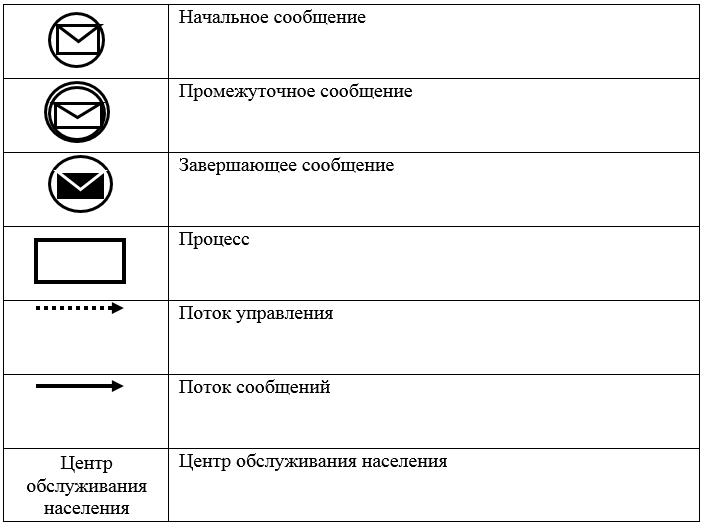 Начальное сообщение
Промежуточное сообщение
Завершающее сообщение
Процесс
Поток управления
Поток сообщений
Центр
обслуживания
населения
Центр обслуживания населения